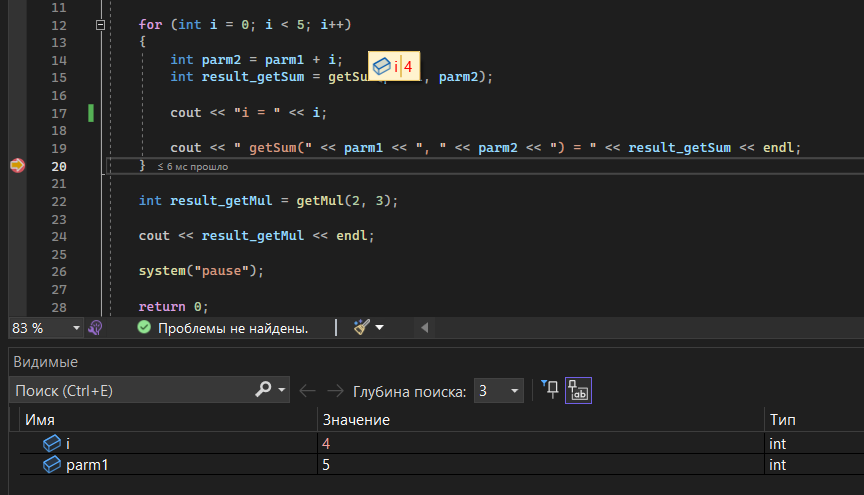 11
12 for (int i = 0; i < 5; i++)
13 {
14 int parm2 = parm1 + i;
i 4
15 int result_getSum = getSu , parm2);
16
17 cout << "i = " << i;
18
19 cout << " getSum(" << parm1 << ", " << parm2 << ") = " << result_getSum << endl;
20 } ≤ 6 мс прошло
21
22 int result_getMul = getMul(2, 3);
23
24 cout << result_getMul << endl;
25
26 system("pause");
27
28 return 0;
83 % Проблемы не найдены.
Видимые
Поиск (Ctrl+E) Глубина поиска: 3
Имя Значение Тип
i 4 int
parm1 5 int